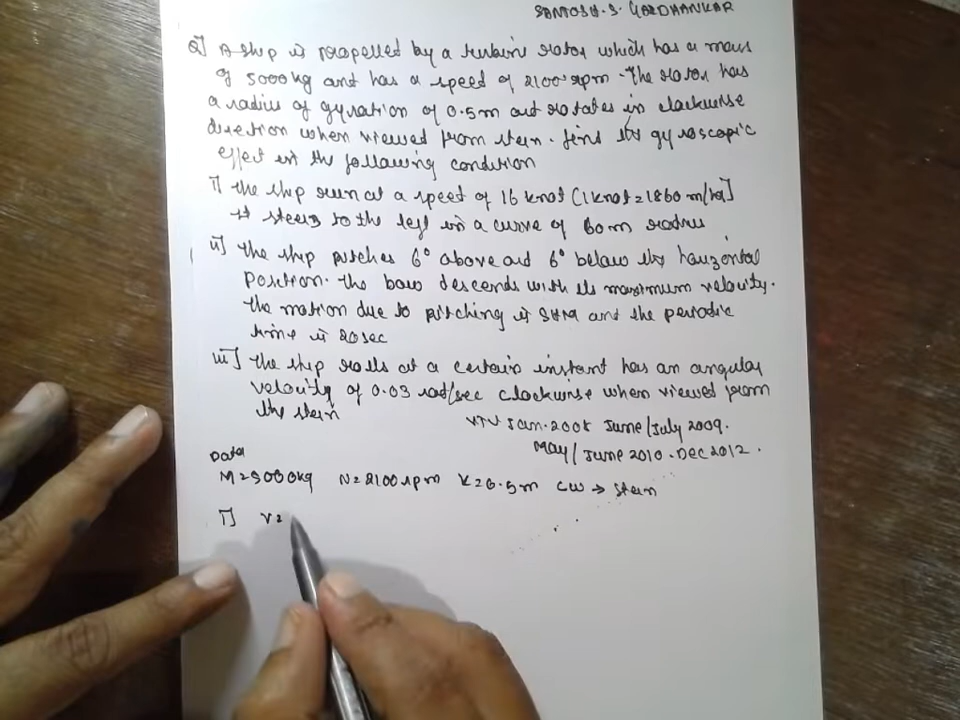 SANTOSH.S. GARDHANKAR
Q] A ship is propelled by a turbine rotor which has a mass
of 5000kg and has a speed of 2100 rpm. The rotor has
a radius of gyration of 0.5m and rotates in clockwise
direction when viewed from stern. find the gyroscopic
effect in the following condition
i] the ship run at a speed of 16 knot (1 knot = 1860 m/hr]
it steers to the left in a curve of 60m radius
ii] the ship pitches 6° above and 6° below the horizontal
position. the bow descends with its maximum velocity.
the motion due to pitching is SHM and the periodic
time is 20sec
iii] the ship rolls at a certain instant has an angular
velocity of 0.03 rad/sec clockwise when viewed from
the stern
VTU Jan. June/July 2009.
May/June 2010. Dec 2012.
Data
M=5000kg N=2100rpm K=0.5m CW → stern
I] V=